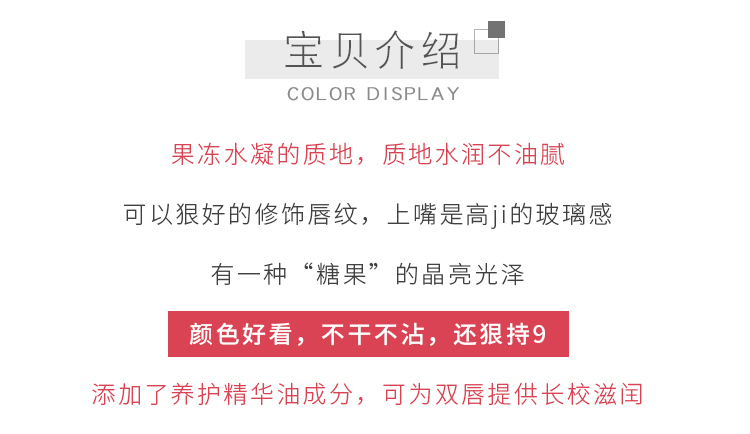 宝贝介绍
COLOR DISPLAY
果冻水凝的质地，质地水润不油腻
可以狠好的修饰唇纹，上嘴是高ji的玻璃感
有一种“糖果”的晶亮光泽
颜色好看，不干不沾，还狠持9
添加了养护精华油成分，可为双唇提供长校滋闰